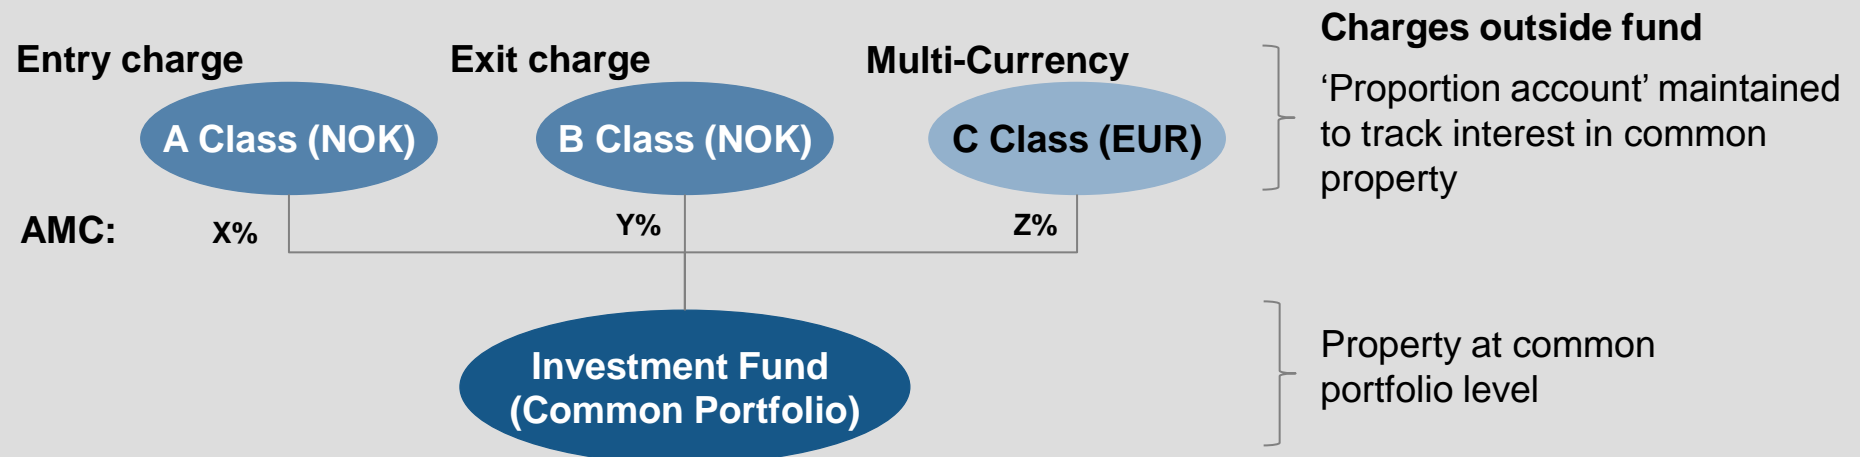 Charges outside fund
Entry charge
Exit charge
Multi-Currency
‘Proportion account’ maintained
to track interest in common
property
A Class (NOK)
B Class (NOK)
C Class (EUR)
AMC:
X%
Y%
Z%
Investment Fund
(Common Portfolio)
Property at common
portfolio level